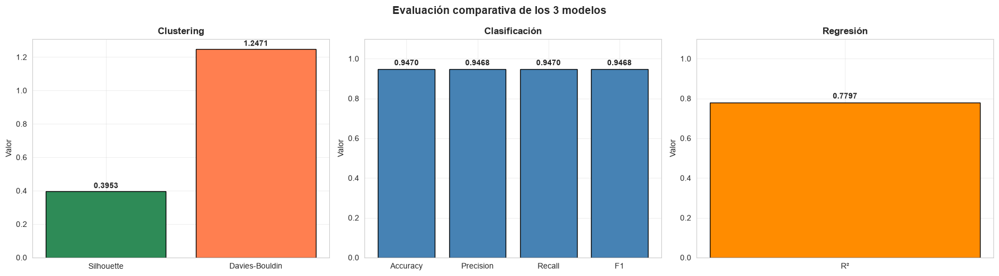 Evaluación comparativa de los 3 modelos
Clustering
Valor
1.2
1.0
0.8
0.6
0.4
0.2
0.0
0.3953
1.2471
Silhouette
Davies-Bouldin
Clasificación
Valor
1.0
0.8
0.6
0.4
0.2
0.0
0.9470
0.9468
0.9470
0.9468
Accuracy
Precision
Recall
F1
Regresión
Valor
1.0
0.8
0.6
0.4
0.2
0.0
0.7797
R²